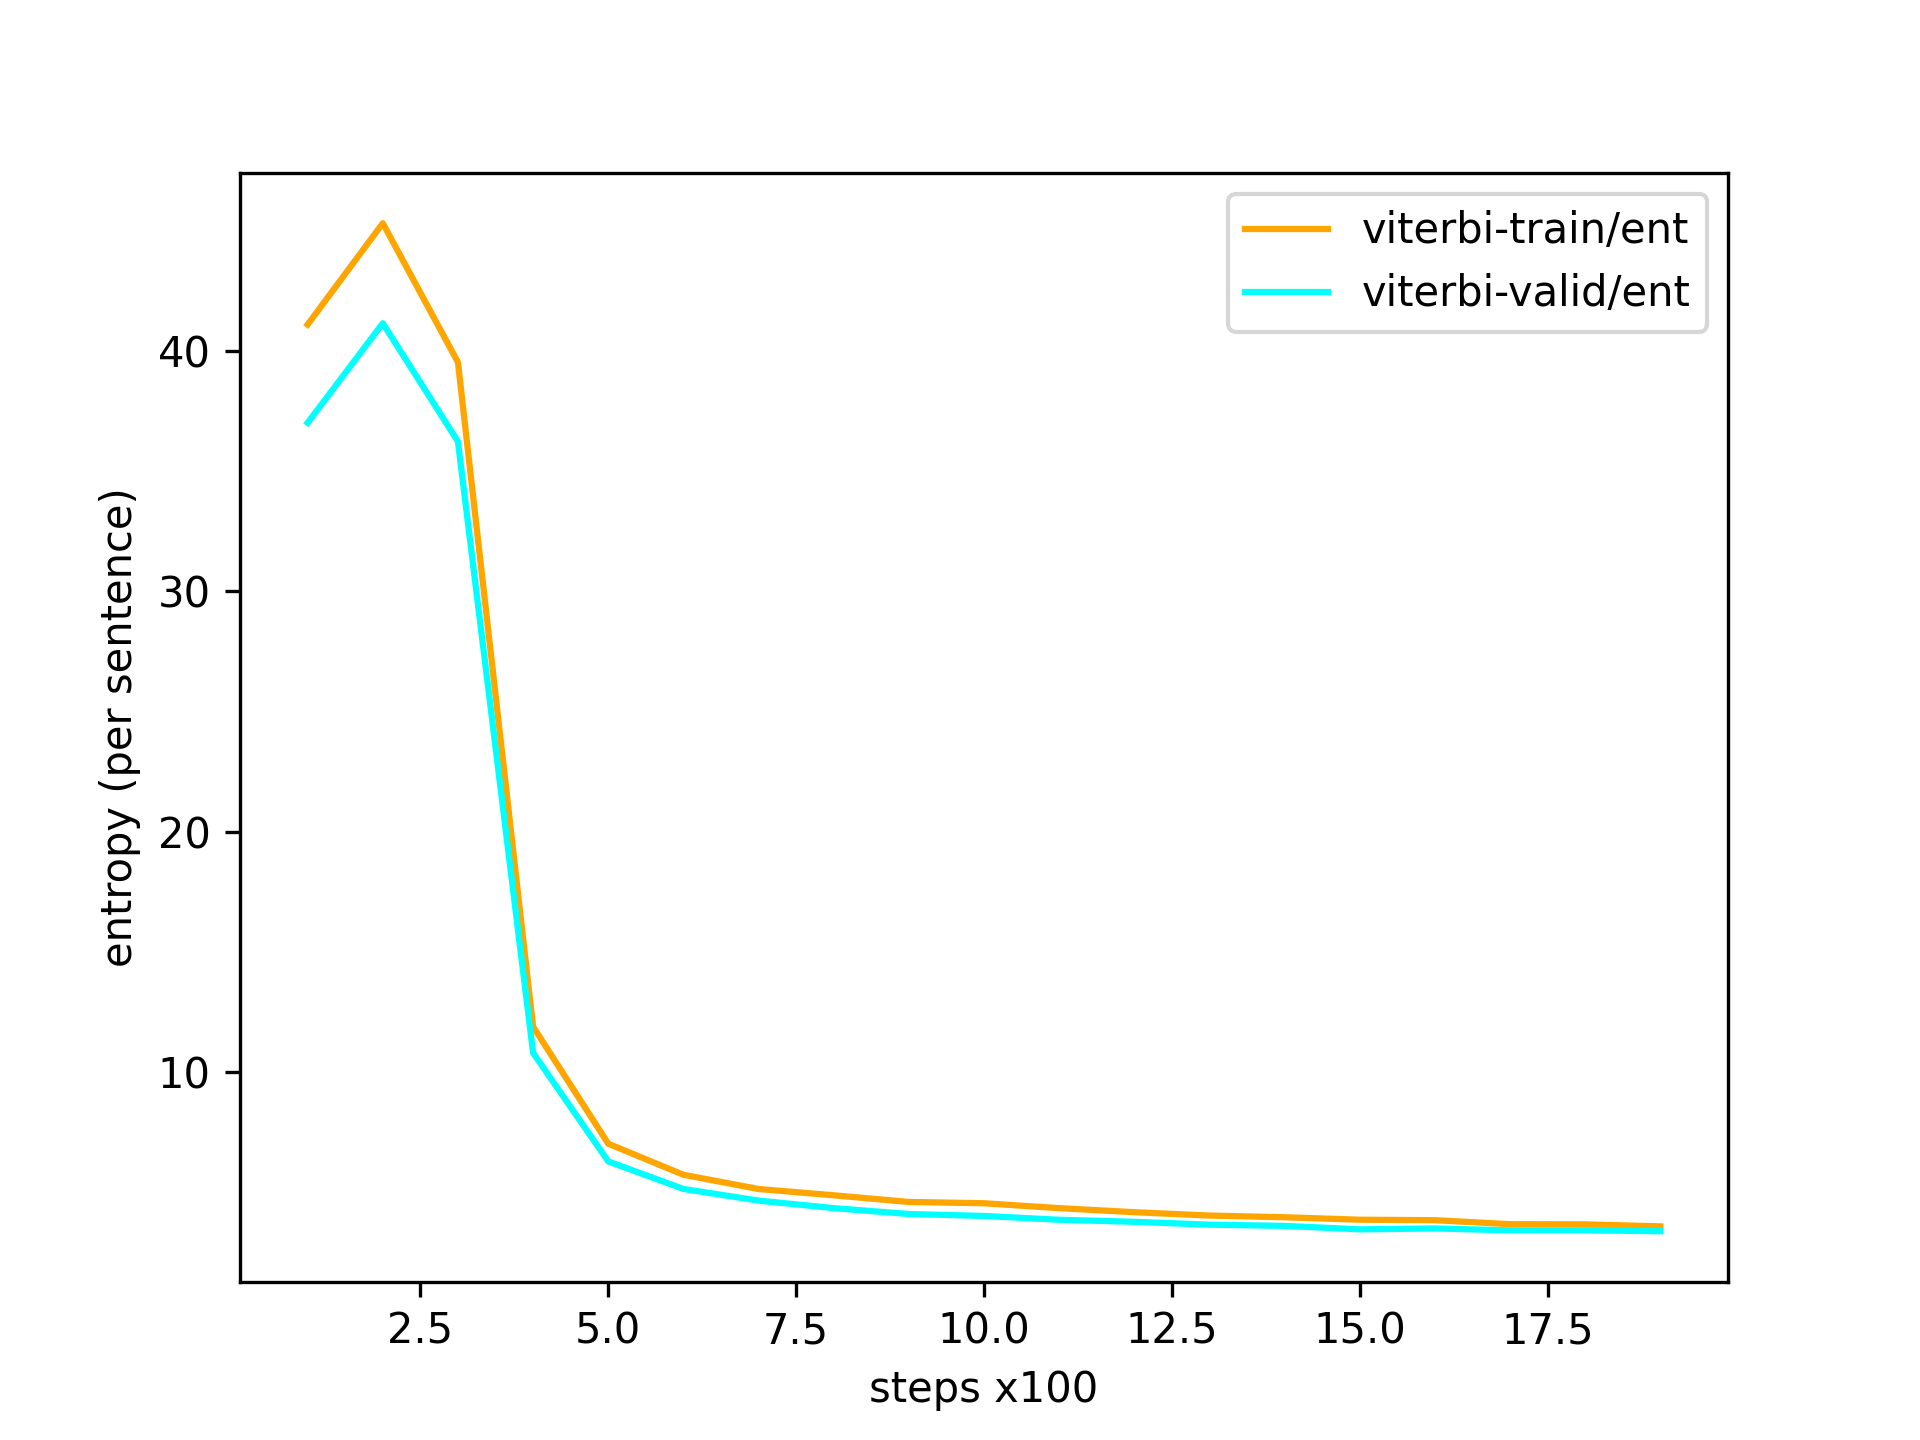 viterbi-train/ent
viterbi-valid/ent
40
30
20
10
entropy (per sentence)
2.5 5.0 7.5 10.0 12.5 15.0 17.5
steps x100